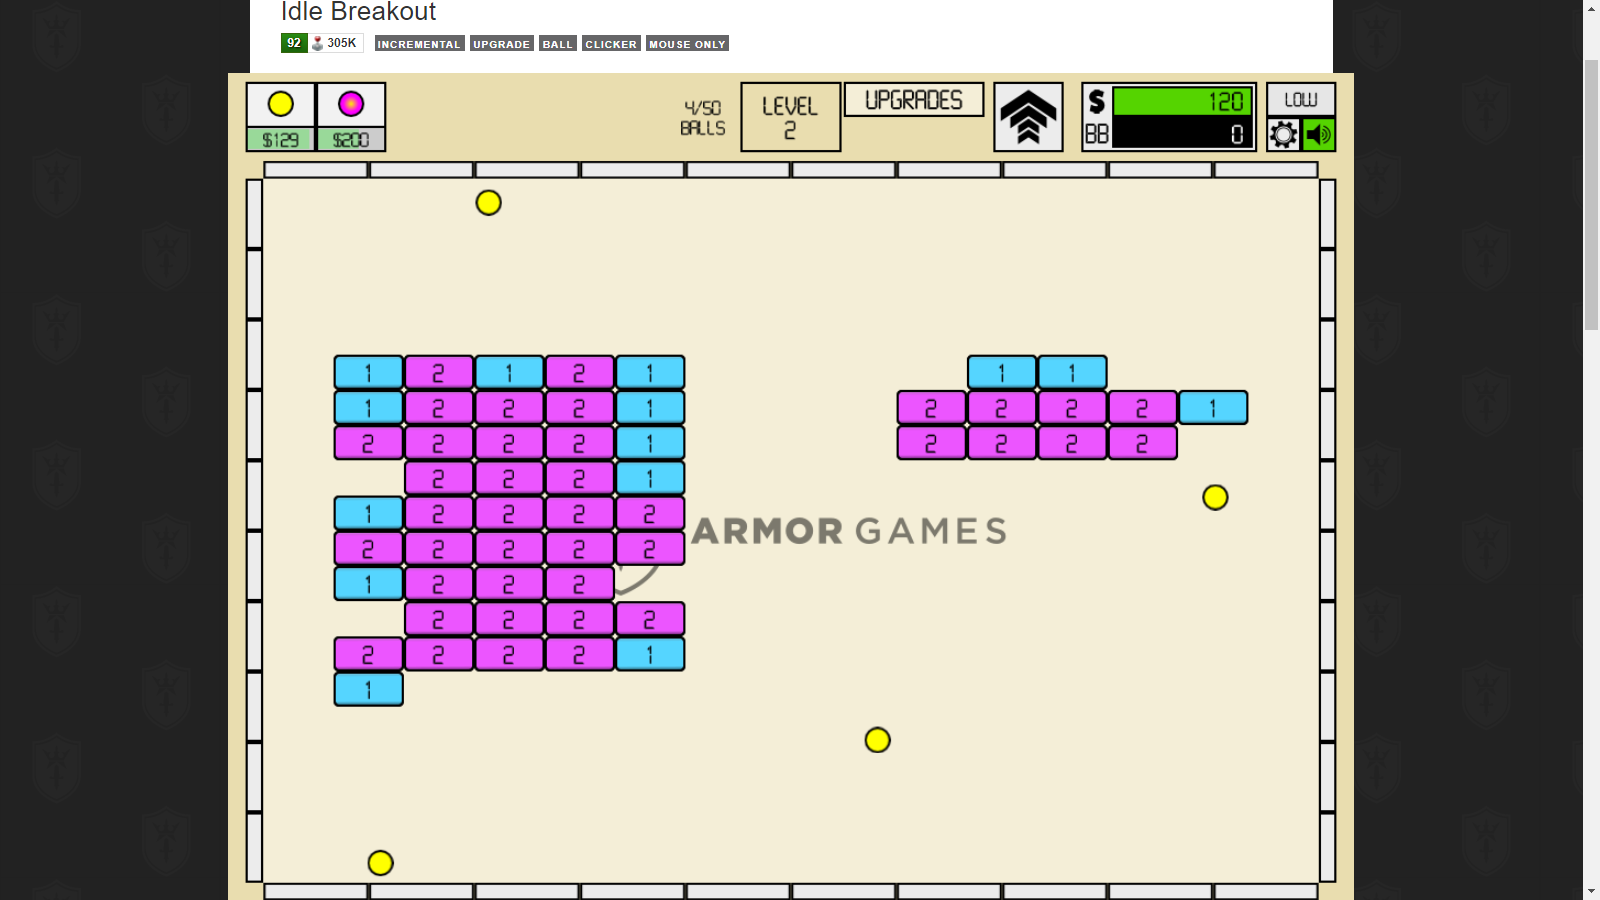 Idle Breakout
92 305K INCREMENTAL UPGRADE BALL CLICKER MOUSE ONLY
$129 $200
4/50
BALLS
LEVEL
2
UPGRADES
$ 120
BB 0
LOW
1 2 1 2 1 1 1
1 2 2 2 1 2 2 2 2 1
2 2 2 2 1 2 2 2 2
2 2 2 1
1 2 2 2 2
ARMOR GAMES
2 2 2 2 2
1 2 2 2
2 2 2 2
2 2 2 2 1
1